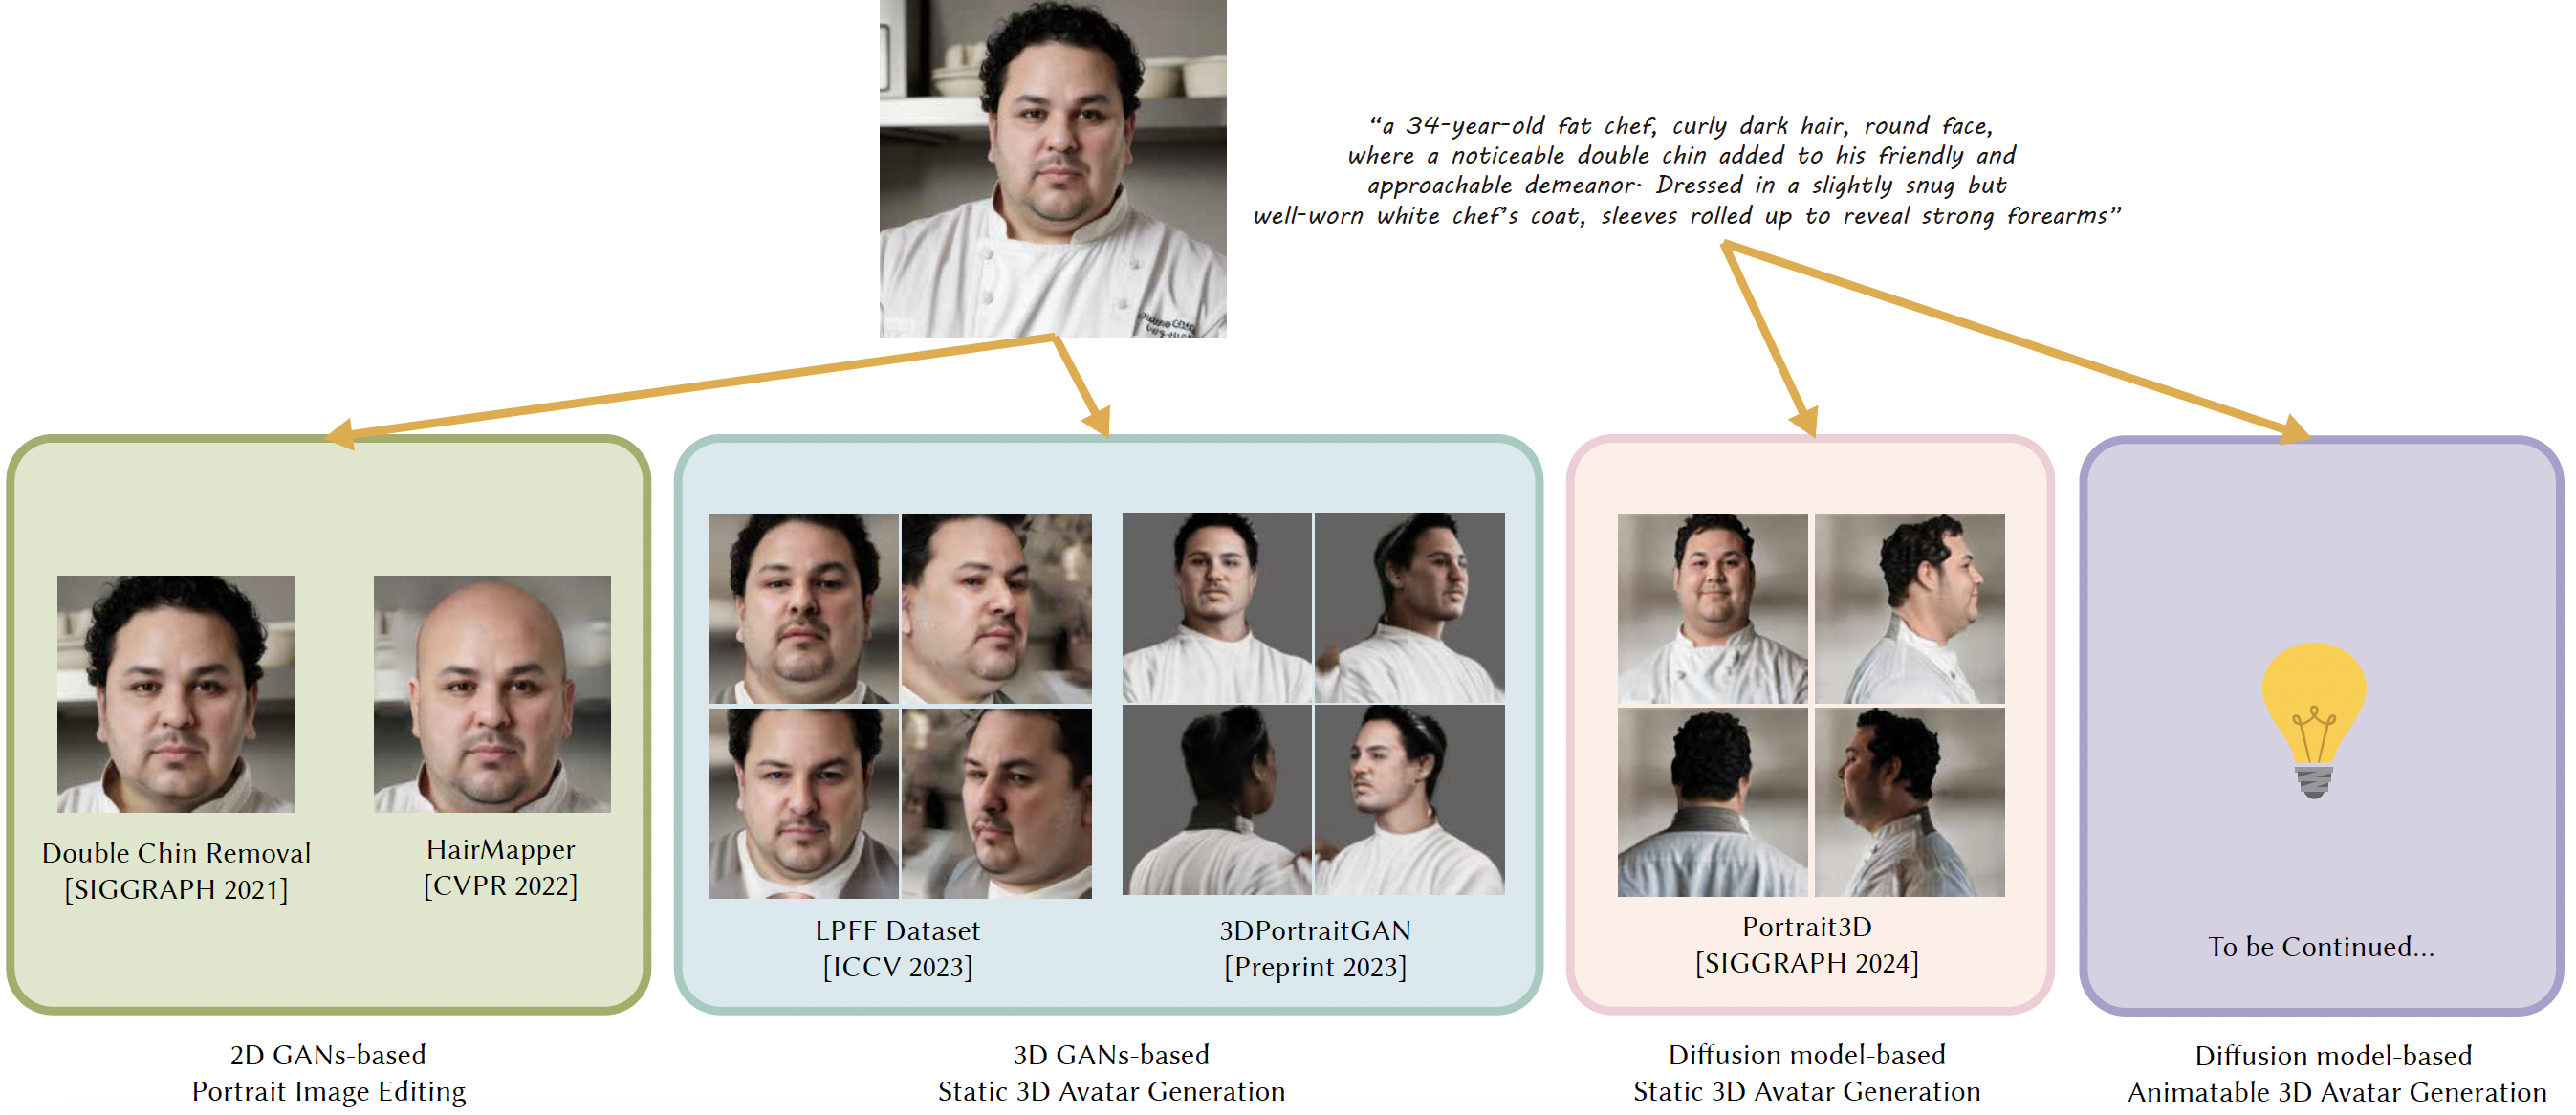 “a 34-year-old fat chef, curly dark hair, round face,
where a noticeable double chin added to his friendly and
approachable demeanor. Dressed in a slightly snug but
well-worn white chef’s coat, sleeves rolled up to reveal strong forearms”
Double Chin Removal
[SIGGRAPH 2021]
HairMapper
[CVPR 2022]
LPFF Dataset
[ICCV 2023]
3DPortraitGAN
[Preprint 2023]
Portrait3D
[SIGGRAPH 2024]
To be Continued...
2D GANs-based
Portrait Image Editing
3D GANs-based
Static 3D Avatar Generation
Diffusion model-based
Static 3D Avatar Generation
Diffusion model-based
Animatable 3D Avatar Generation